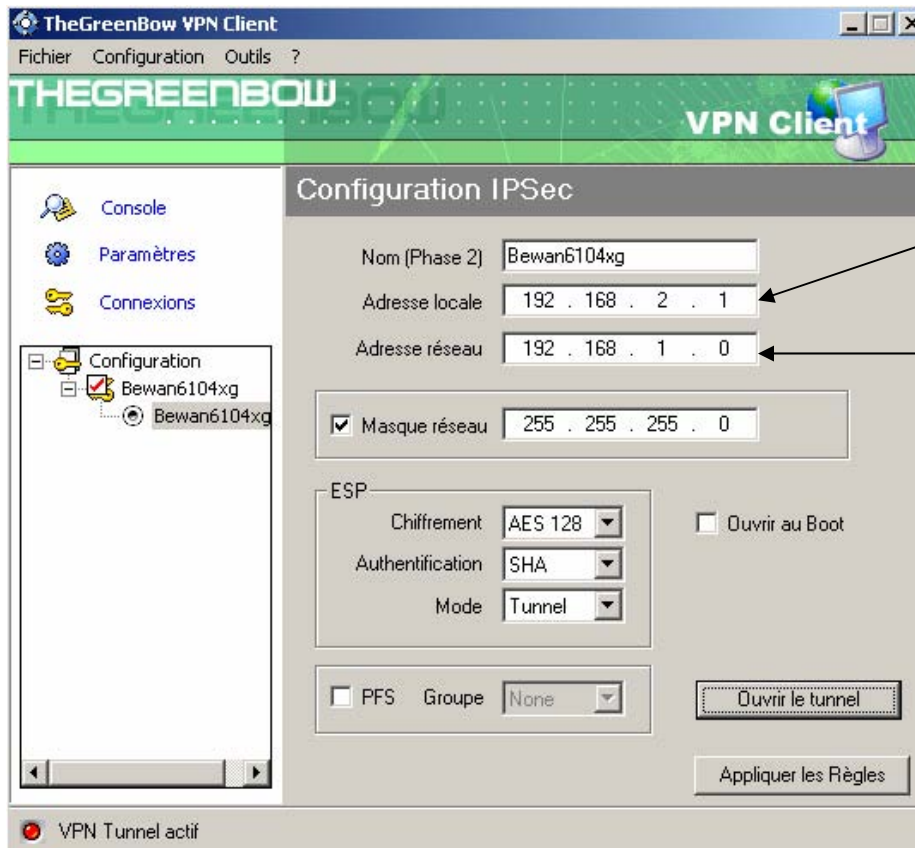 TheGreenBow VPN Client
Fichier Configuration Outils ?
THEGREENBOW
VPN Client
Console
Paramètres
Connexions
Configuration
Bewan6104xg
Bewan6104xg
Configuration IPSec
Nom (Phase 2) Bewan6104xg
Adresse locale 192 . 168 . 2 . 1
Adresse réseau 192 . 168 . 1 . 0
Masque réseau 255 . 255 . 255 . 0
ESP
Chiffrement AES 128
Authentification SHA
Mode Tunnel
Ouvrir au Boot
PFS Groupe None
Ouvrir le tunnel
Appliquer les Règles
VPN Tunnel actif